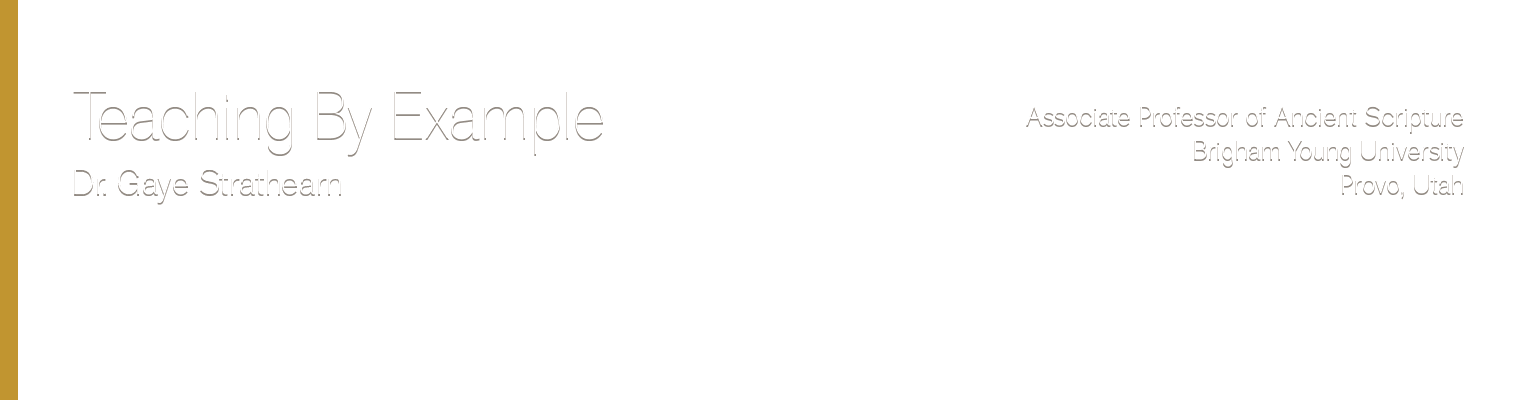 Teaching By Example
Dr. Gaye Strathearn
Associate Professor of Ancient Scripture
Brigham Young University
Provo, Utah